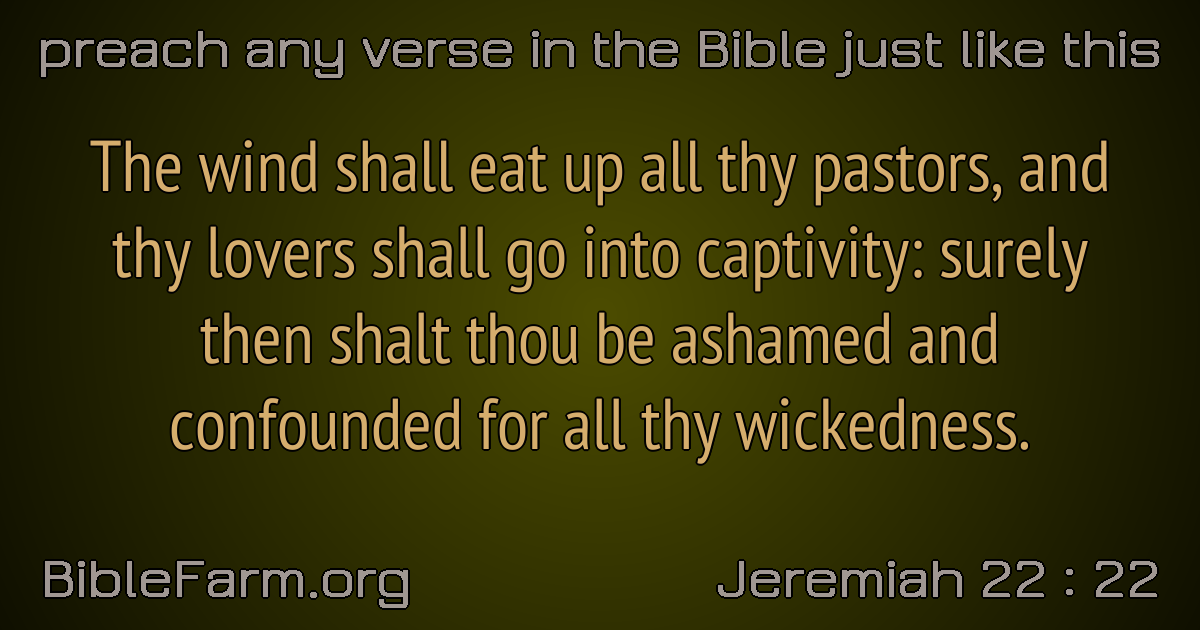 preach any verse in the Bible just like this
The wind shall eat up all thy pastors, and
thy lovers shall go into captivity: surely
then shalt thou be ashamed and
confounded for all thy wickedness.
BibleFarm.org
Jeremiah 22 : 22